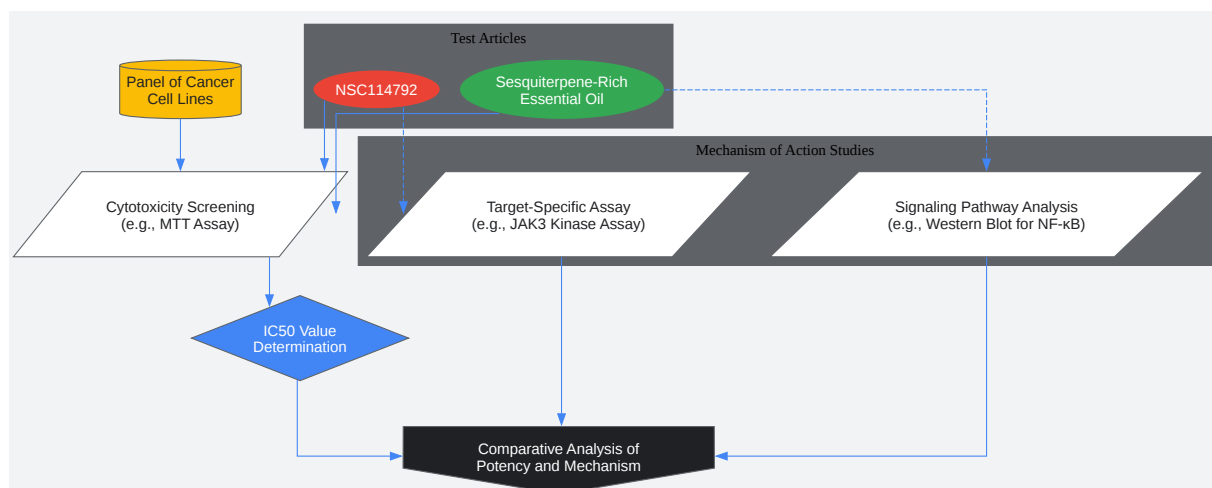 Test Articles
Panel of Cancer
Cell Lines
NSC114792
Sesquiterpene-Rich
Essential Oil
Mechanism of Action Studies
Cytotoxicity Screening
(e.g., MTT Assay)
Target-Specific Assay
(e.g., JAK3 Kinase Assay)
Signaling Pathway Analysis
(e.g., Western Blot for NF-κB)
IC50 Value
Determination
Comparative Analysis of
Potency and Mechanism